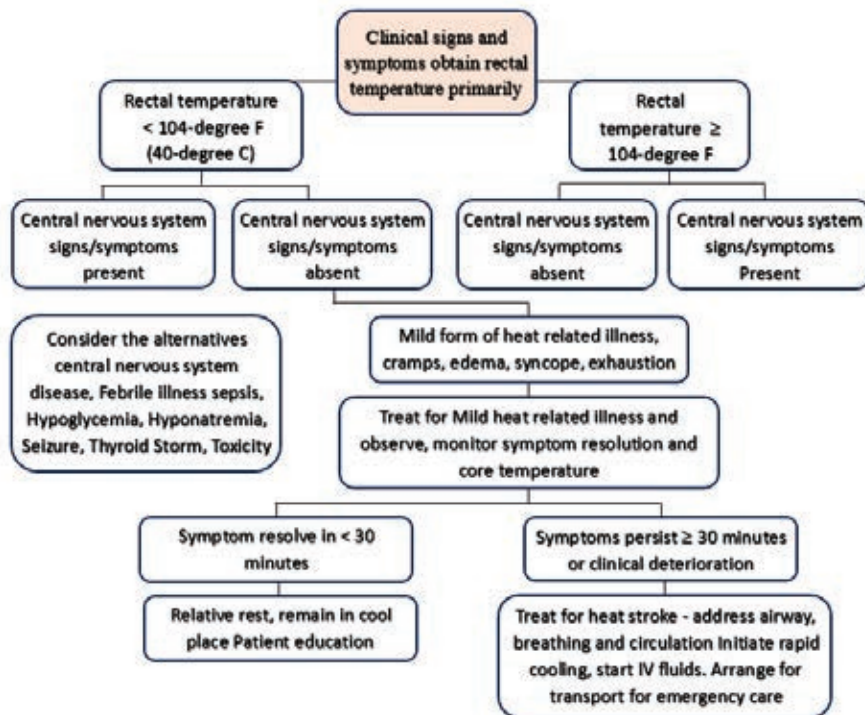 Clinical signs and
symptoms obtain rectal
temperature primarily
Rectal temperature
< 104-degree F
(40-degree C)
Rectal
temperature ≥
104-degree F
Central nervous system
signs/symptoms
present
Central nervous system
signs/symptoms
absent
Central nervous system
signs/symptoms
absent
Central nervous system
signs/symptoms
Present
Consider the alternatives
central nervous system
disease, Febrile illness sepsis,
Hypoglycemia, Hyponatremia,
Seizure, Thyroid Storm, Toxicity
Mild form of heat related illness,
cramps, edema, syncope, exhaustion
Treat for Mild heat related illness and
observe, monitor symptom resolution and
core temperature
Symptom resolve in < 30
minutes
Symptoms persist ≥ 30 minutes
or clinical deterioration
Relative rest, remain in cool
place Patient education
Treat for heat stroke - address airway,
breathing and circulation Initiate rapid
cooling, start IV fluids. Arrange for
transport for emergency care